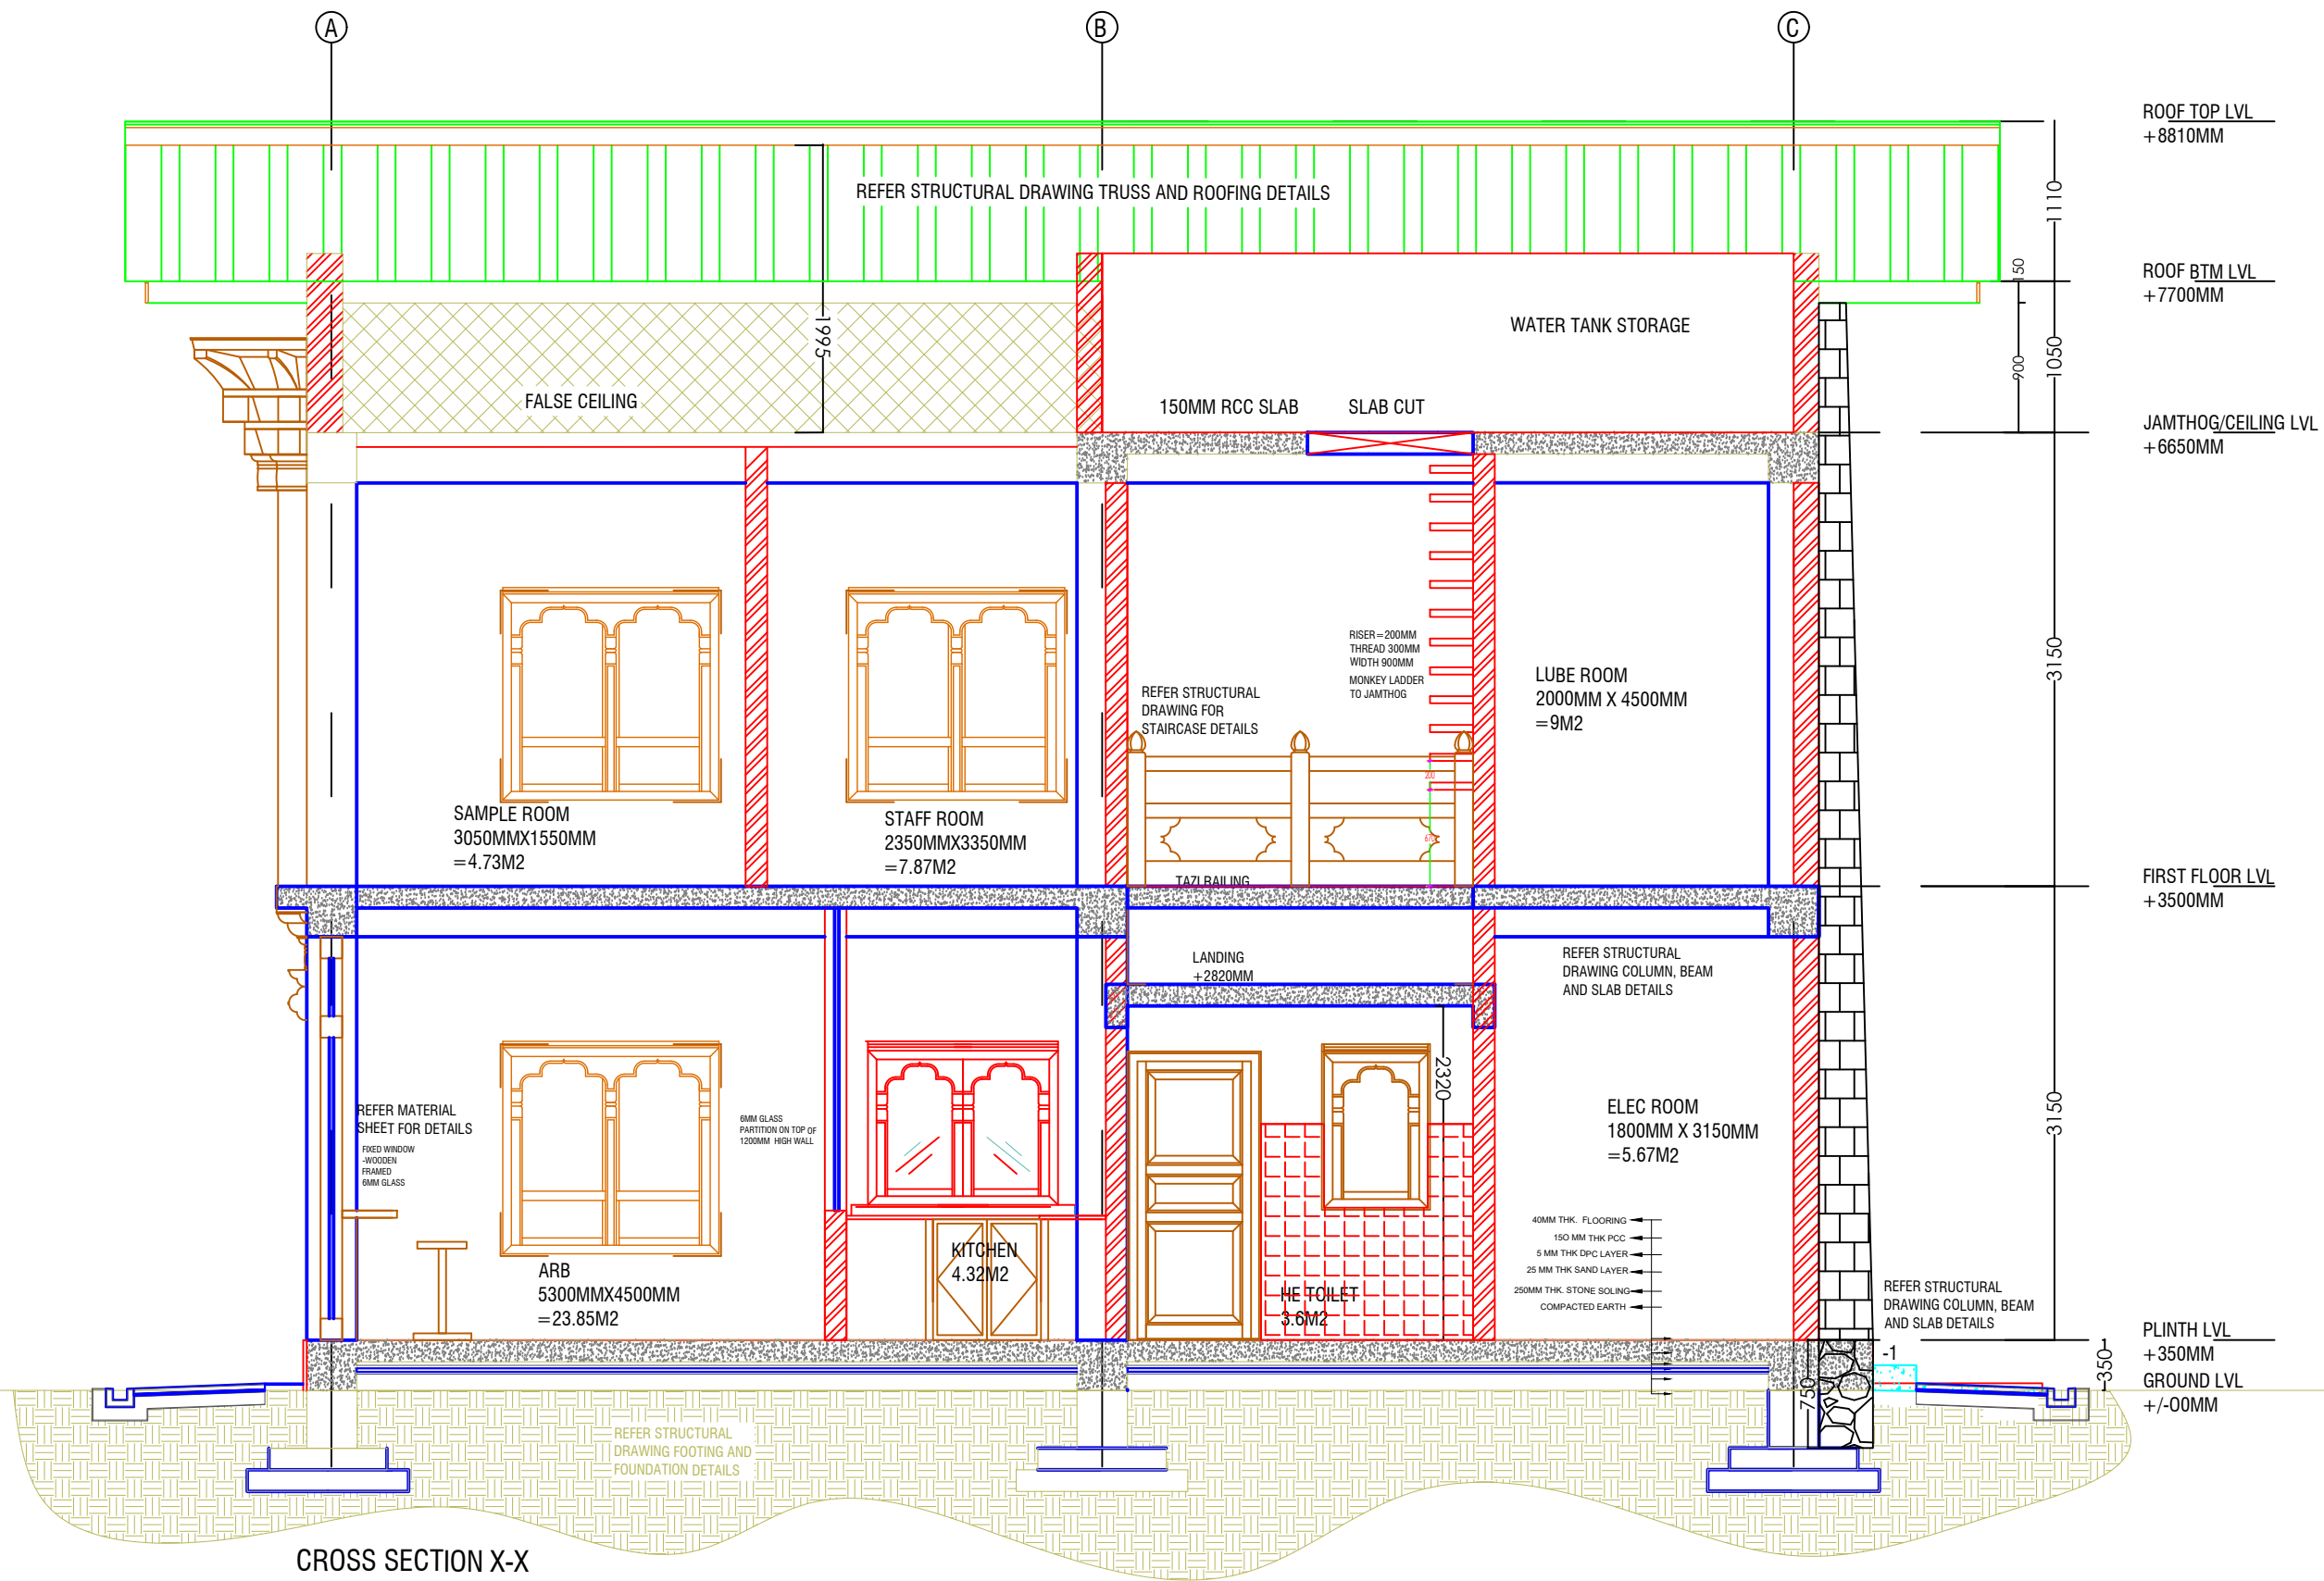 A
B
C
ROOF TOP LVL
+8810MM
REFER STRUCTURAL DRAWING TRUSS AND ROOFING DETAILS
1110
ROOF BTM LVL
+7700MM
150
WATER TANK STORAGE
1995
1050
900
FALSE CEILING
150MM RCC SLAB
SLAB CUT
JAMTHOG/CEILING LVL
+6650MM
RISER=200MM
THREAD 300MM
WIDTH 900MM
MONKEY LADDER
TO JAMTHOG
3150
REFER STRUCTURAL
DRAWING FOR
STAIRCASE DETAILS
LUBE ROOM
2000MM X 4500MM
=9M2
200
670
SAMPLE ROOM
3050MMX1550MM
=4.73M2
STAFF ROOM
2350MMX3350MM
=7.87M2
TAZI RAILING
FIRST FLOOR LVL
+3500MM
LANDING
+2820MM
REFER STRUCTURAL
DRAWING COLUMN, BEAM
AND SLAB DETAILS
2320
REFER MATERIAL
SHEET FOR DETAILS
FIXED WINDOW
-WOODEN
FRAMED
6MM GLASS
6MM GLASS
PARTITION ON TOP OF
1200MM HIGH WALL
ELEC ROOM
1800MM X 3150MM
=5.67M2
3150
40MM THK. FLOORING
15O MM THK PCC
5 MM THK DPC LAYER
25 MM THK SAND LAYER
250MM THK. STONE SOLING
COMPACTED EARTH
KITCHEN
4.32M2
ARB
5300MMX4500MM
=23.85M2
HE TOILET
3.6M2
REFER STRUCTURAL
DRAWING COLUMN, BEAM
AND SLAB DETAILS
PLINTH LVL
+350MM
-1
350
GROUND LVL
+/-00MM
750
REFER STRUCTURAL
DRAWING FOOTING AND
FOUNDATION DETAILS
CROSS SECTION X-X